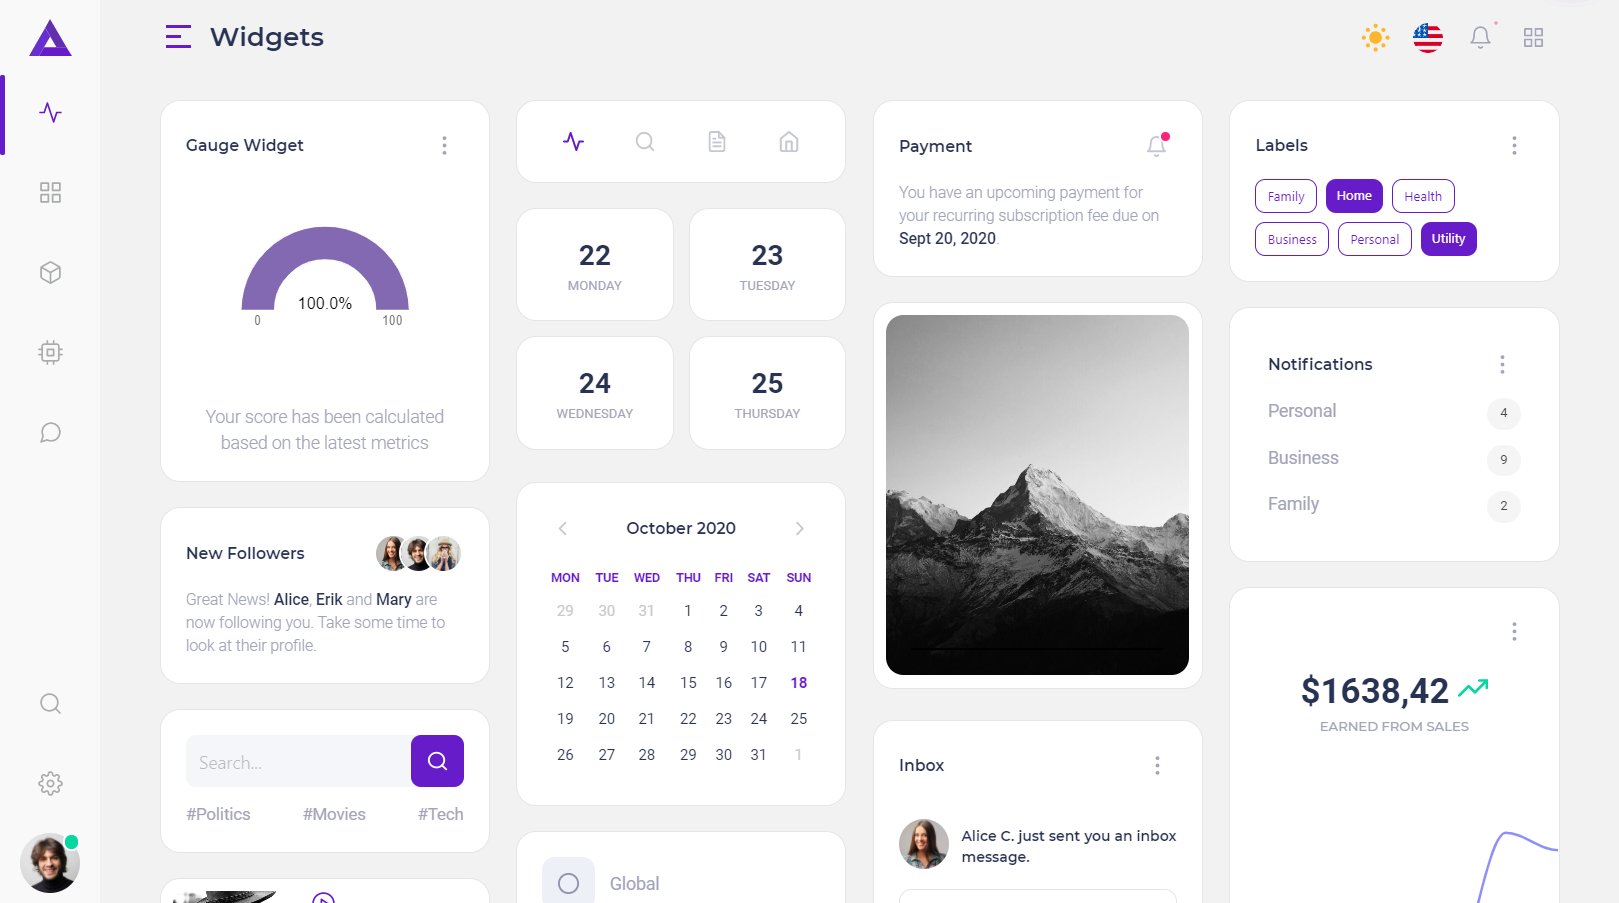 Widgets
Gauge Widget
100.0%
0 100
Your score has been calculated
based on the latest metrics
New Followers
Great News! Alice, Erik and Mary are
now following you. Take some time to
look at their profile.
Search...
#Politics #Movies #Tech
22
MONDAY
23
TUESDAY
24
WEDNESDAY
25
THURSDAY
October 2020
MON TUE WED THU FRI SAT SUN
29 30 31 1 2 3 4
5 6 7 8 9 10 11
12 13 14 15 16 17 18
19 20 21 22 23 24 25
26 27 28 29 30 31 1
Global
Payment
You have an upcoming payment for
your recurring subscription fee due on
Sept 20, 2020.
Inbox
Alice C. just sent you an inbox
message.
Labels
Family Home Health
Business Personal Utility
Notifications
Personal 4
Business 9
Family 2
$1638,42
EARNED FROM SALES